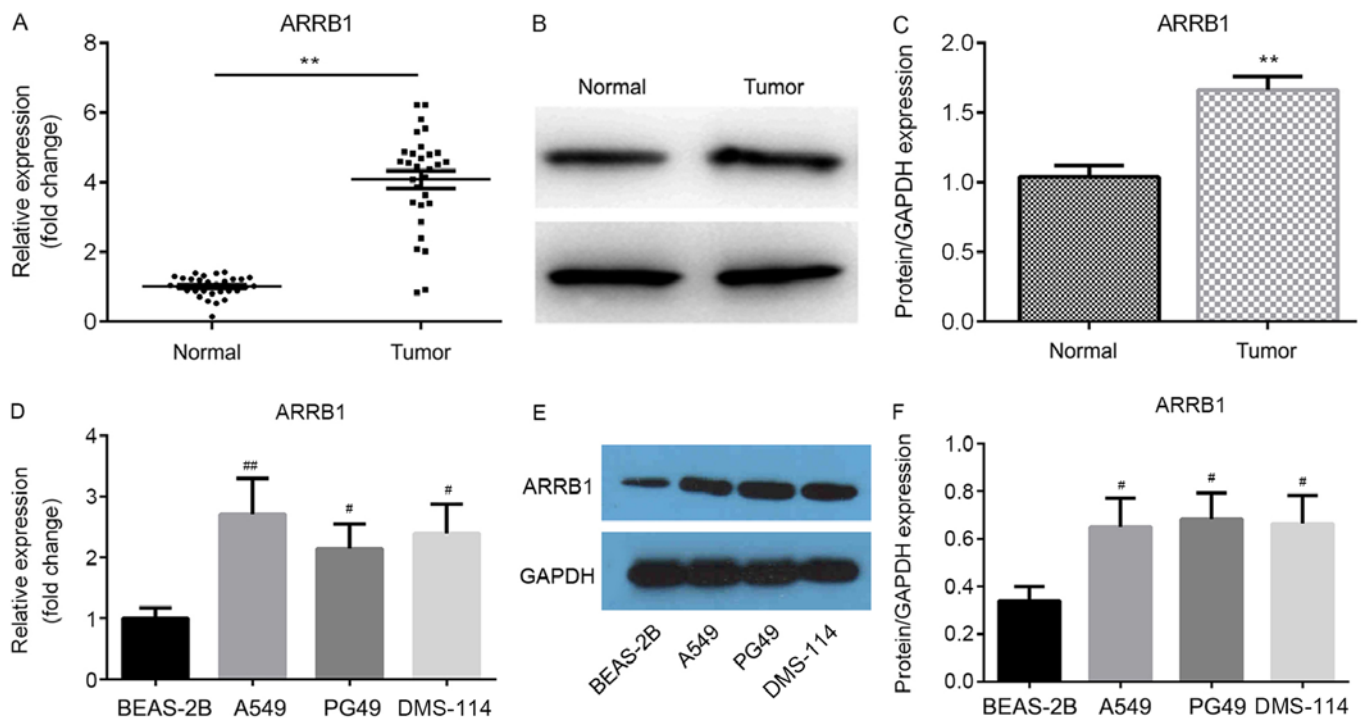 A
ARRB1
Relative expression
(fold change)
8
6
4
2
0
**
Normal
Tumor
B
Normal
Tumor
C
ARRB1
Protein/GAPDH expression
2.0
1.5
1.0
0.5
0.0
**
Normal
Tumor
D
ARRB1
Relative expression
(fold change)
4
3
2
1
0
##
#
#
BEAS-2B
A549
PG49
DMS-114
E
ARRB1
GAPDH
BEAS-2B
A549
PG49
DMS-114
F
ARRB1
Protein/GAPDH expression
1.0
0.8
0.6
0.4
0.2
0.0
#
#
#
BEAS-2B
A549
PG49
DMS-114